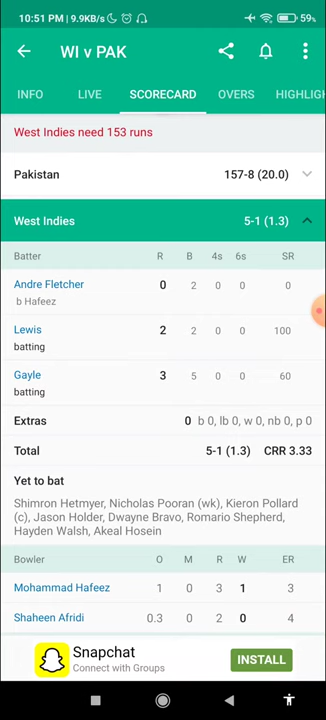 10:51 PM | 9.9KB/s 59%
WI v PAK
INFO LIVE SCORECARD OVERS HIGHLIGH
West Indies need 153 runs
Pakistan 157-8 (20.0)
West Indies 5-1 (1.3)
Batter R B 4s 6s SR
Andre Fletcher 0 2 0 0 0
b Hafeez
Lewis 2 2 0 0 100
batting
Gayle 3 5 0 0 60
batting
Extras 0 b 0, lb 0, w 0, nb 0, p 0
Total 5-1 (1.3) CRR 3.33
Yet to bat
Shimron Hetmyer, Nicholas Pooran (wk), Kieron Pollard
(c), Jason Holder, Dwayne Bravo, Romario Shepherd,
Hayden Walsh, Akeal Hosein
Bowler O M R W ER
Mohammad Hafeez 1 0 3 1 3
Shaheen Afridi 0.3 0 2 0 4
Snapchat
Connect with Groups
INSTALL